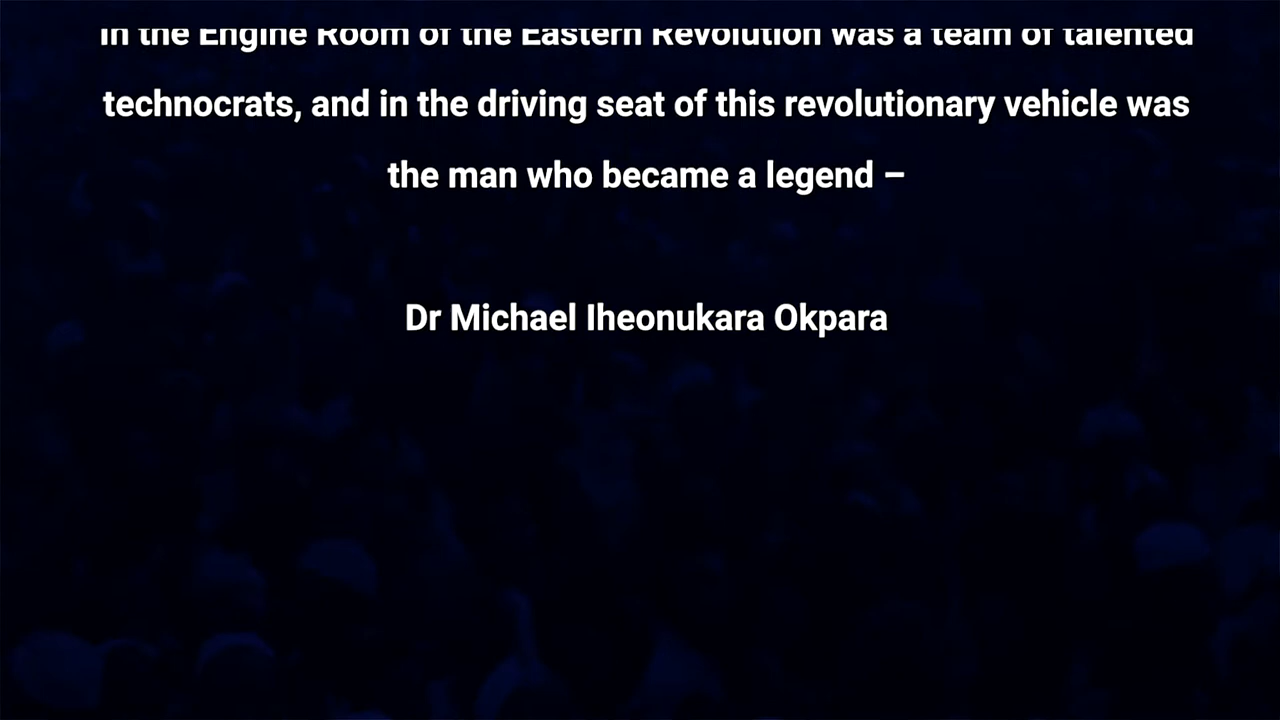 In the Engine Room of the Eastern Revolution was a team of talented
technocrats, and in the driving seat of this revolutionary vehicle was
the man who became a legend –
Dr Michael Iheonukara Okpara